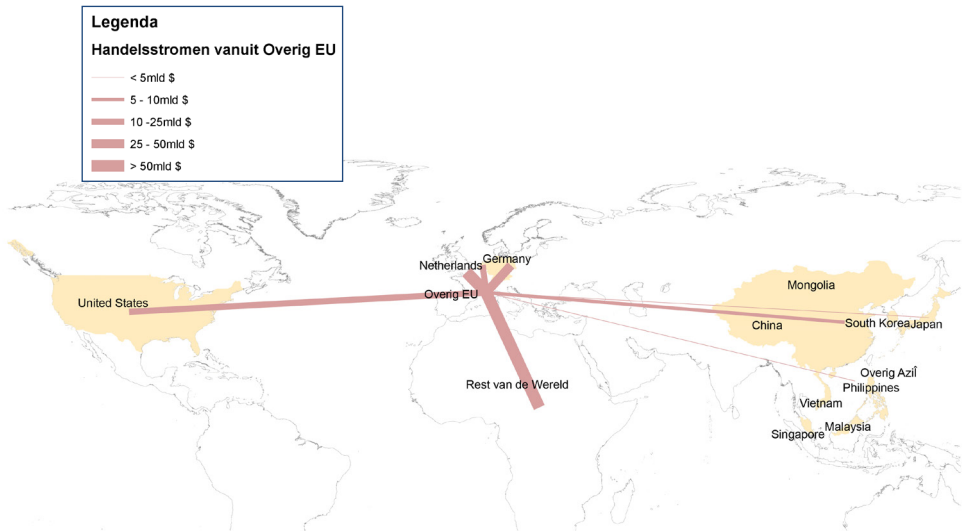 Legenda
Handelsstromen vanuit Overig EU
< 5mld $
5 - 10mld $
10 -25mld $
25 - 50mld $
> 50mld $
Germany
Netherlands
Mongolia
Overig EU
United States
South Korea
Japan
China
Overig AziÎ
Rest van de Wereld
Philippines
Vietnam
Malaysia
Singapore